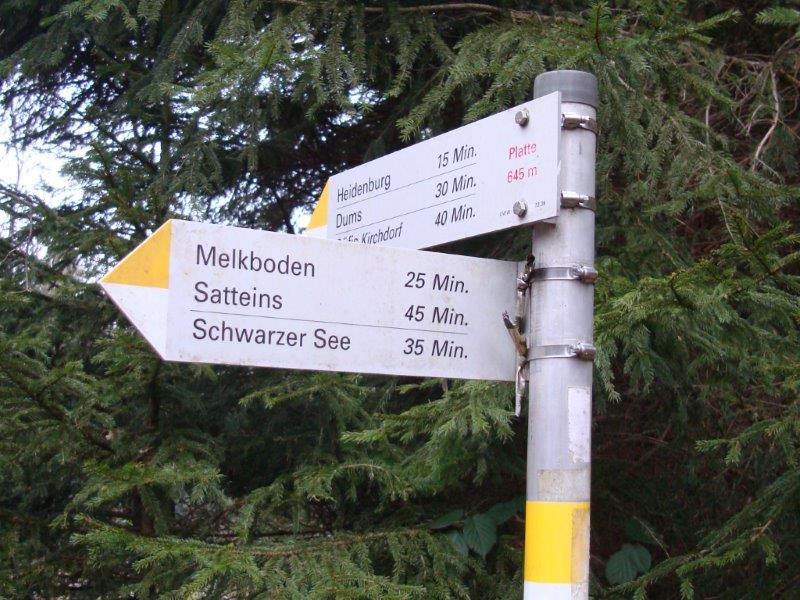 Heidenburg 15 Min. Platte
Dums 30 Min. 645 m
Kirchdorf 40 Min.
Melkboden 25 Min.
Satteins 45 Min.
Schwarzer See 35 Min.